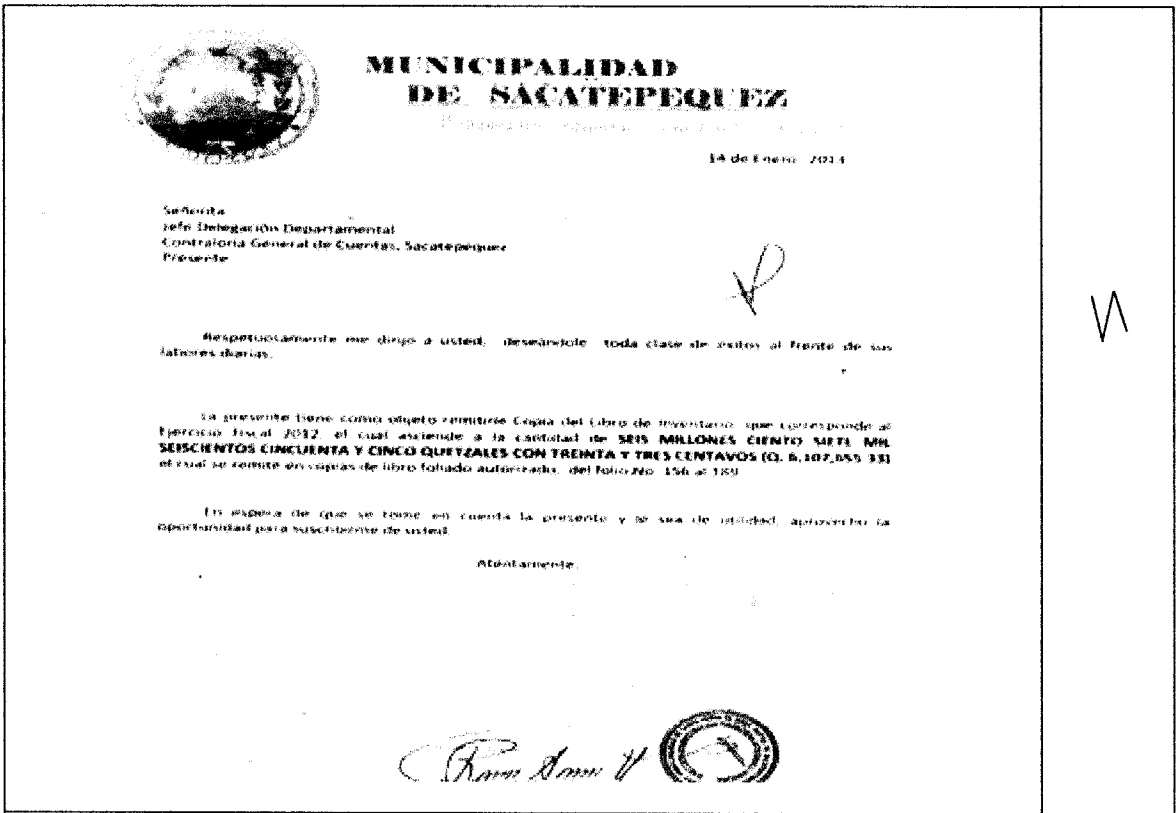 MUNICIPALIDAD
DE SACATEPEQUEZ
14 de Enero 2013
Señorita
Jefe Delegación Departamental
Contraloría General de Cuentas, Sacatepequez
Presente
Respetuosamente me dirijo a usted, deseándole toda clase de éxitos al frente de sus
labores diarias.
La presente tiene como objeto remitirle Copia del Libro de Inventario que corresponde al
Ejercicio Fiscal 2012, el cual asciende a la cantidad de SEIS MILLONES CIENTO SIETE MIL
SEISCIENTOS CINCUENTA Y CINCO QUETZALES CON TREINTA Y TRES CENTAVOS (Q. 6,107,655.33)
el cual se remite en copias de libro foliado autorizado, del folio No. 156 al 189
En espera de que se tome en cuenta la presente y le sea de utilidad, aprovecho la
oportunidad para suscribirme de usted.
Atentamente,